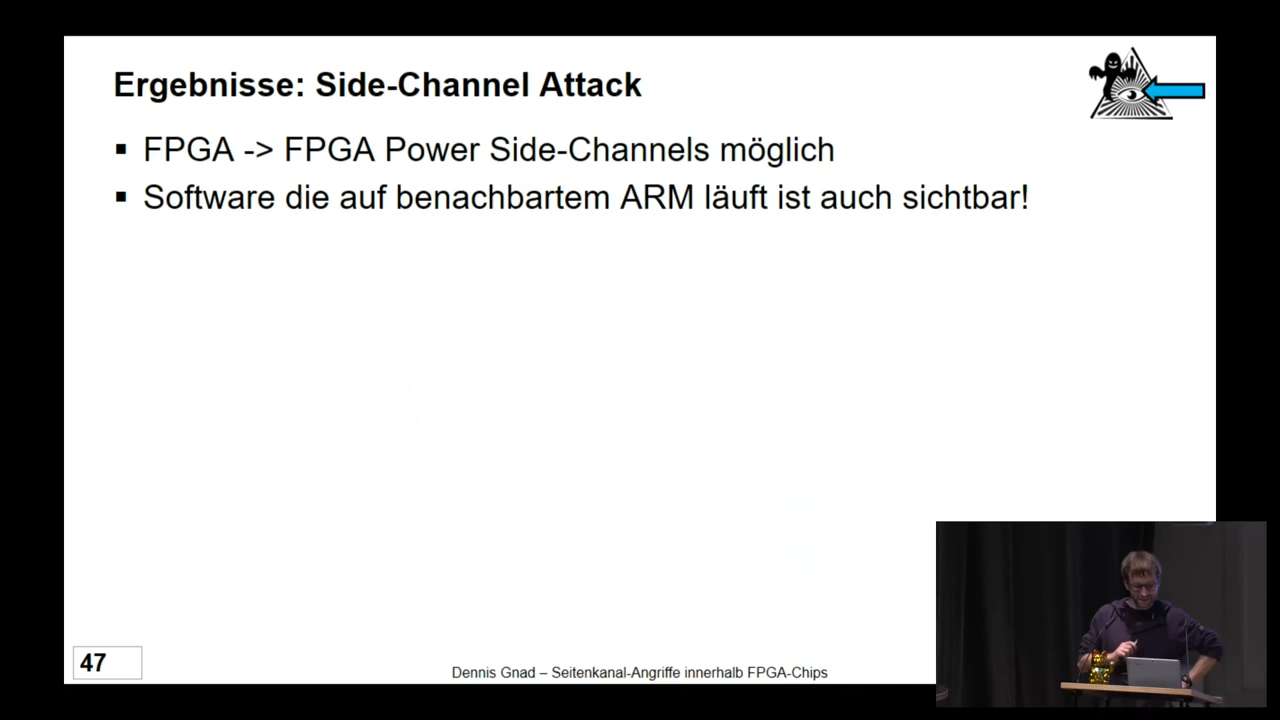 Ergebnisse: Side-Channel Attack
FPGA -> FPGA Power Side-Channels möglich
Software die auf benachbartem ARM läuft ist auch sichtbar!
47
Dennis Gnad – Seitenkanal-Angriffe innerhalb FPGA-Chips